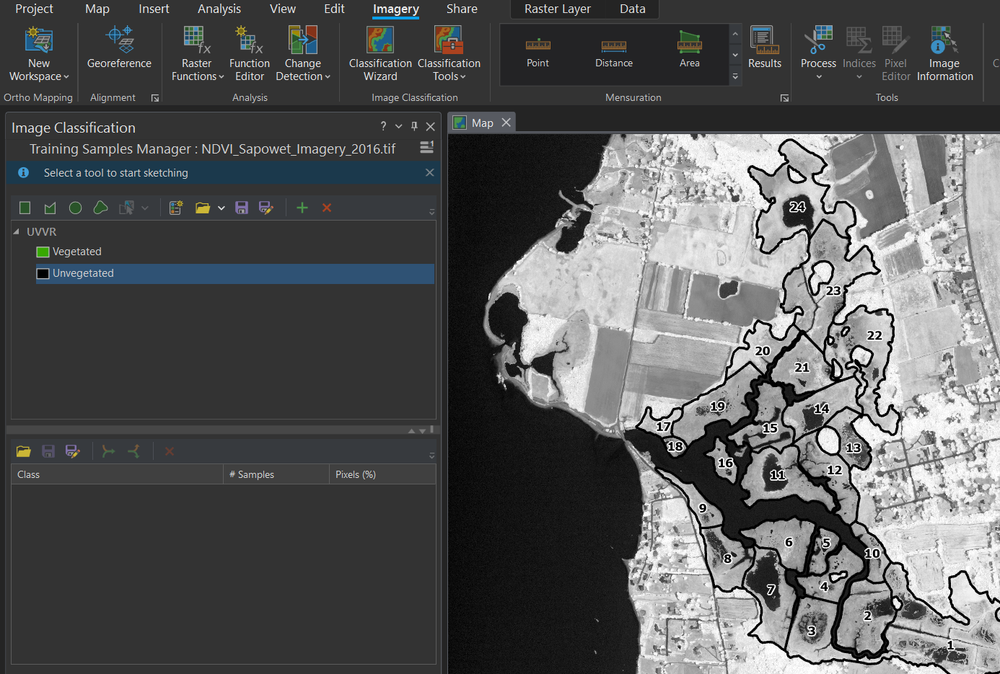 Project Map Insert Analysis View Edit Imagery Share Raster Layer Data
New Workspace
Georeference
Raster Functions
Function Editor
Change Detection
Classification Wizard
Classification Tools
Point
Distance
Area
Results
Process
Indices
Pixel Editor
Image Information
Ortho Mapping
Alignment
Analysis
Image Classification
Mensuration
Tools
Image Classification
?
Training Samples Manager : NDVI_Sapowet_Imagery_2016.tif
Select a tool to start sketching
UVVR
Vegetated
Unvegetated
Class # Samples Pixels (%)
Map
24
23
22
20
21
19
14
17
15
18
13
16
12
11
9
6
5
10
8
4
7
2
3
1